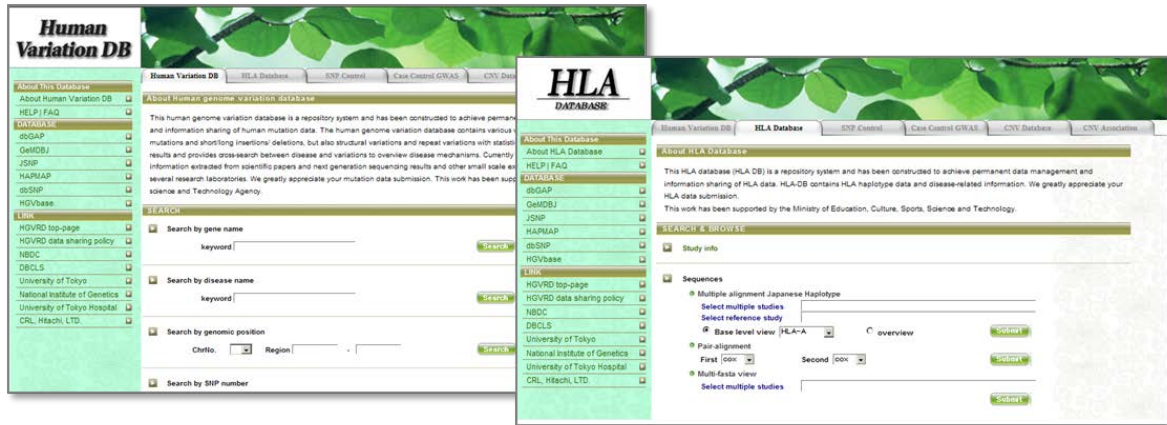 Human
Variation DB
Human Variation DB
HLA Database
SNP Control
Case Control GWAS
CNV Data
About This Database
About Human Variation DB
HELP | FAQ
DATABASE
dbGAP
GeMDBJ
JSNP
HAPMAP
dbSNP
HGVbase
LINK
HGVRD top-page
HGVRD data sharing policy
NBDC
DBCLS
University of Tokyo
National Institute of Genetics
University of Tokyo Hospital
CRL, Hitachi, LTD.
About Human genome variation database
This human genome variation database is a repository system and has been constructed to achieve perman
and information sharing of human mutation data. The human genome variation database contains various
mutations and short/long insertions/ deletions, but also structural variations and repeat variations with statisti
results and provides cross-search between disease and variations to overview disease mechanisms. Currently
information extracted from scientific papers and next generation sequencing results and other small scale ex
several research laboratories. We greatly appreciate your mutation data submission. This work has been supp
science and Technology Agency.
SEARCH
Search by gene name
keyword
Search
Search by disease name
keyword
Search
Search by genomic position
ChrNo.
Region
-
Search
Search by SNP number
HLA
DATABASE
Human Variation DB
HLA Database
SNP Control
Case Control GWAS
CNV Database
CNV Association
About This Database
About HLA Database
HELP | FAQ
DATABASE
dbGAP
GeMDBJ
JSNP
HAPMAP
dbSNP
HGVbase
LINK
HGVRD top-page
HGVRD data sharing policy
NBDC
DBCLS
University of Tokyo
National Institute of Genetics
University of Tokyo Hospital
CRL, Hitachi, LTD.
About HLA Database
This HLA database (HLA DB) is a repository system and has been constructed to achieve permanent data management and
information sharing of HLA data. HLA-DB contains HLA haplotype data and disease-related information. We greatly appreciate your
HLA data submission.
This work has been supported by the Ministry of Education, Culture, Sports, Science and Technology.
SEARCH & BROWSE
Study info
Sequences
Multiple alignment Japanese Haplotype
Select multiple studies
Select reference study
Base level view HLA-A overview
Submit
Pair-alignment
First cox Second cox
Submit
Multi-fasta view
Select multiple studies
Submit